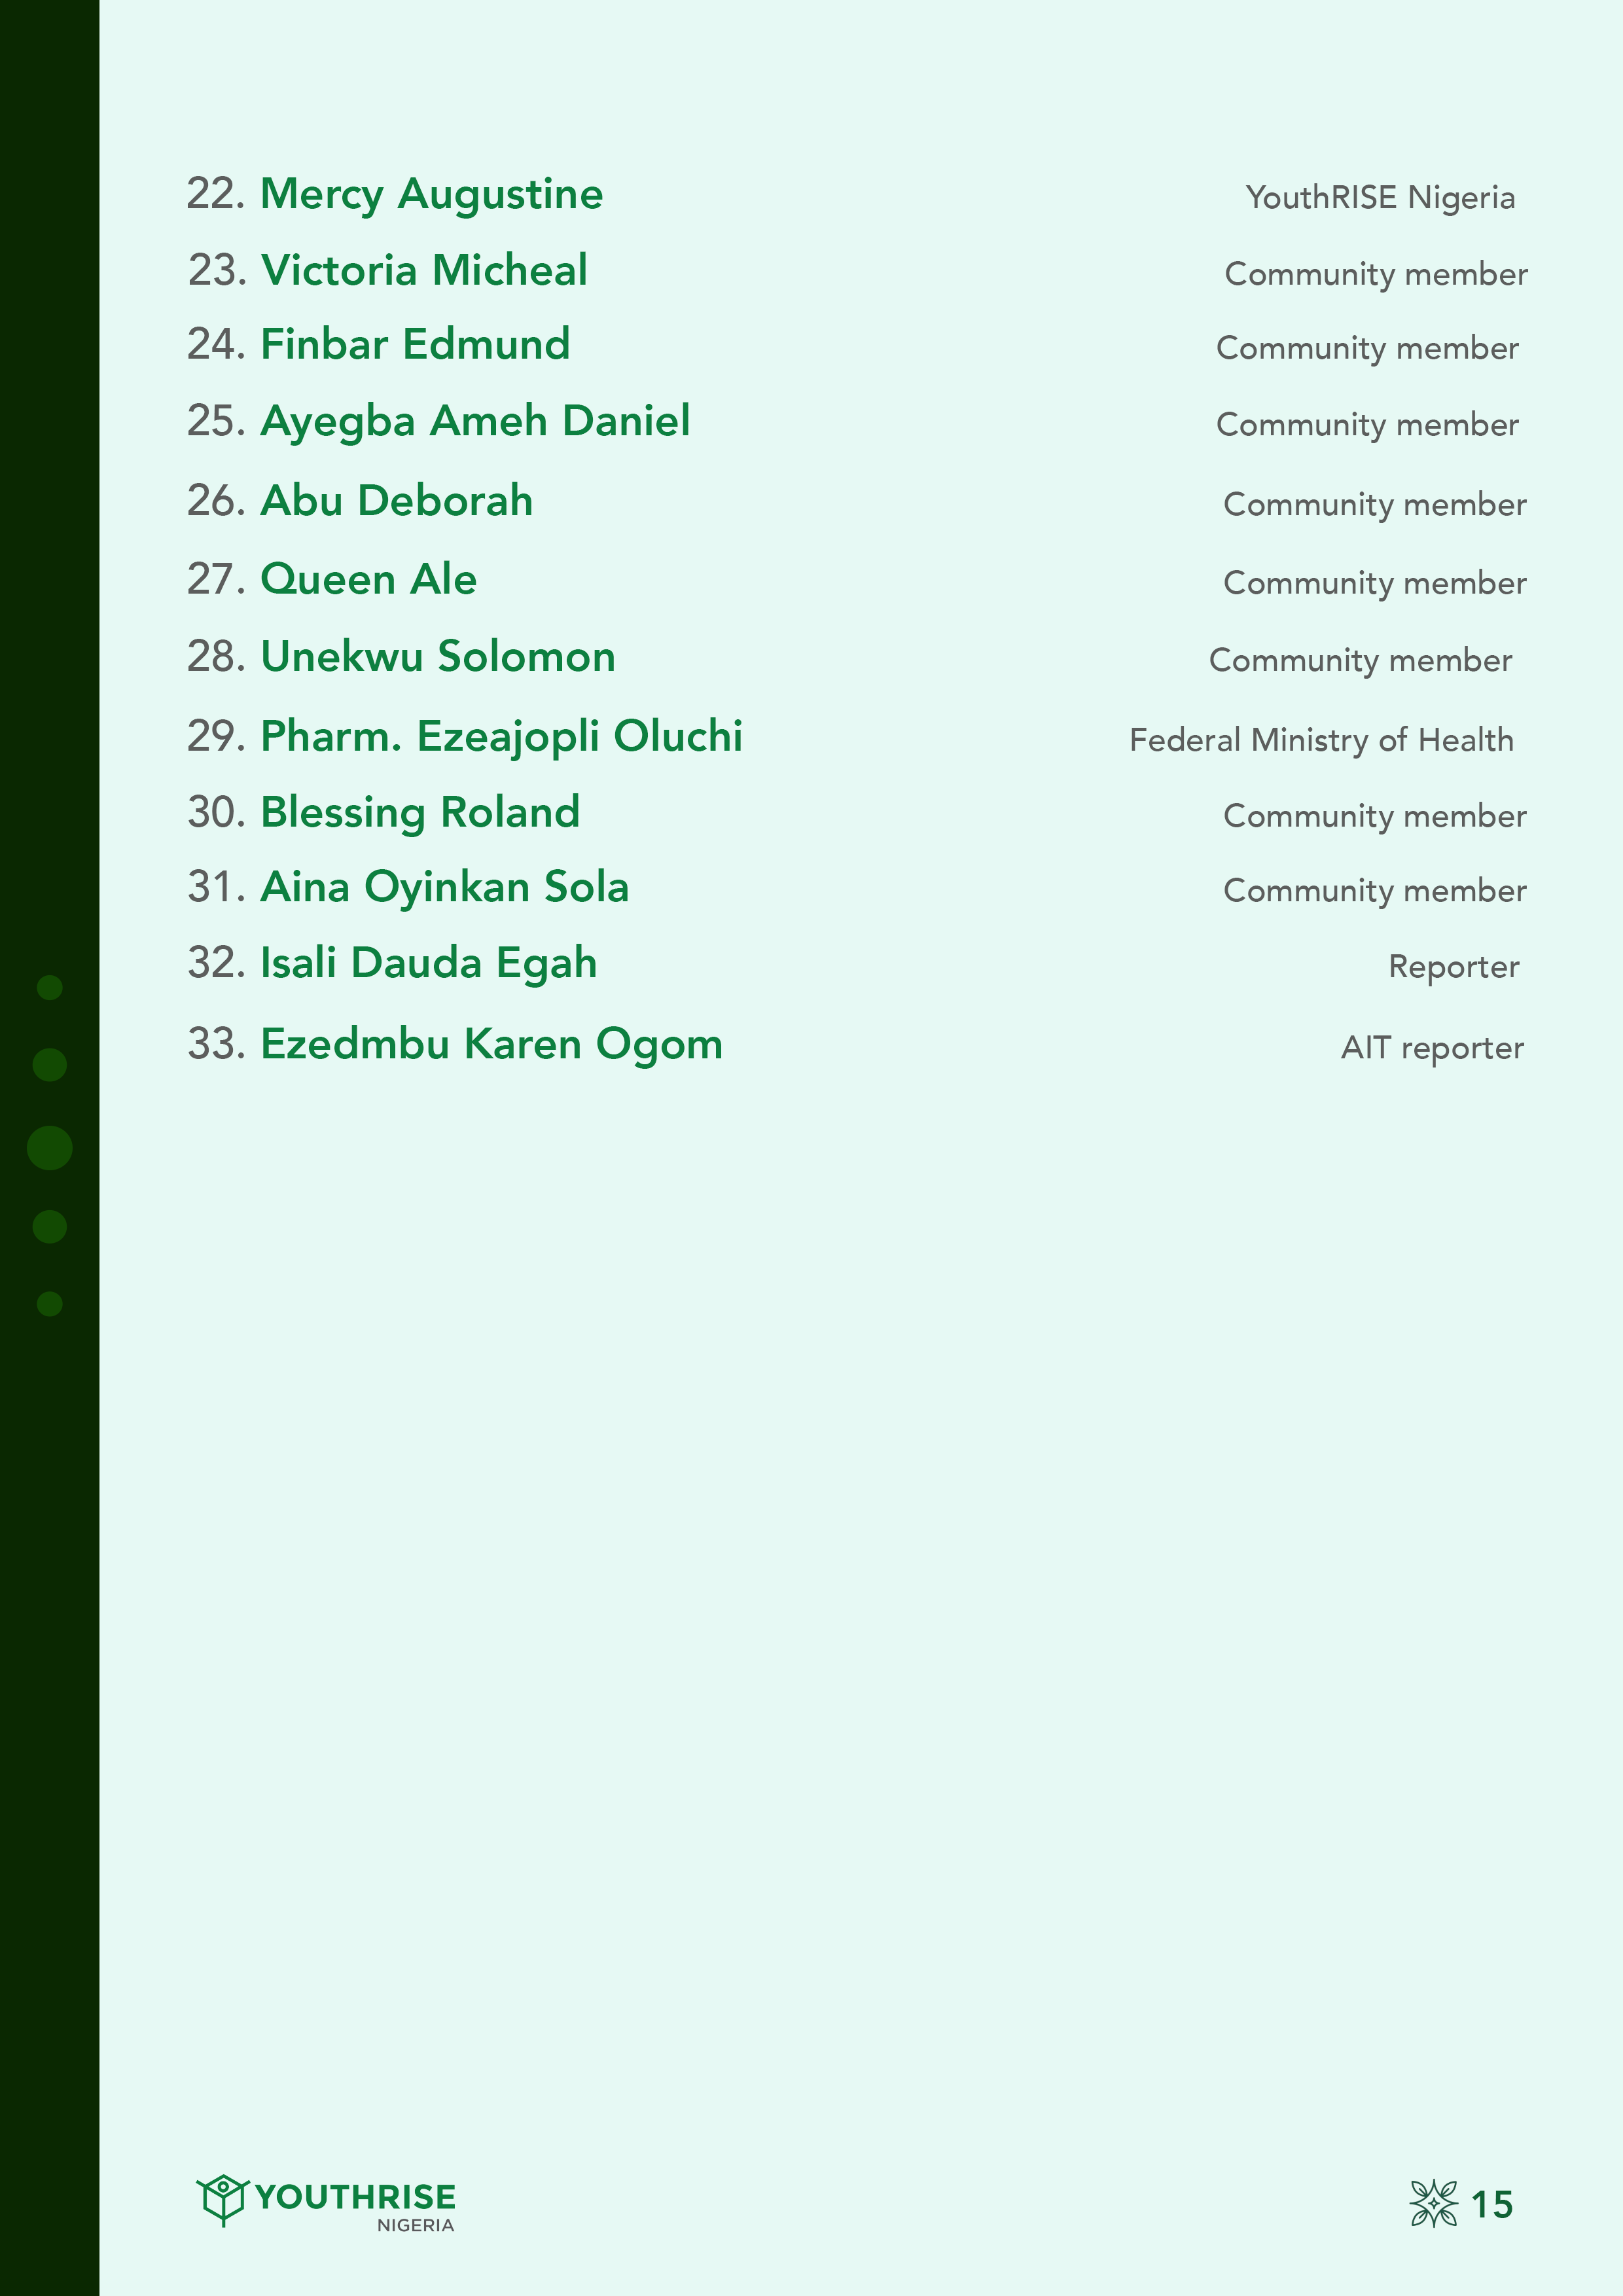 22. Mercy Augustine YouthRISE Nigeria
23. Victoria Micheal Community member
24. Finbar Edmund Community member
25. Ayegba Ameh Daniel Community member
26. Abu Deborah Community member
27. Queen Ale Community member
28. Unekwu Solomon Community member
29. Pharm. Ezeajopli Oluchi Federal Ministry of Health
30. Blessing Roland Community member
31. Aina Oyinkan Sola Community member
32. Isali Dauda Egah Reporter
33. Ezedmbu Karen Ogom AIT reporter
YOUTHRISE
NIGERIA
15